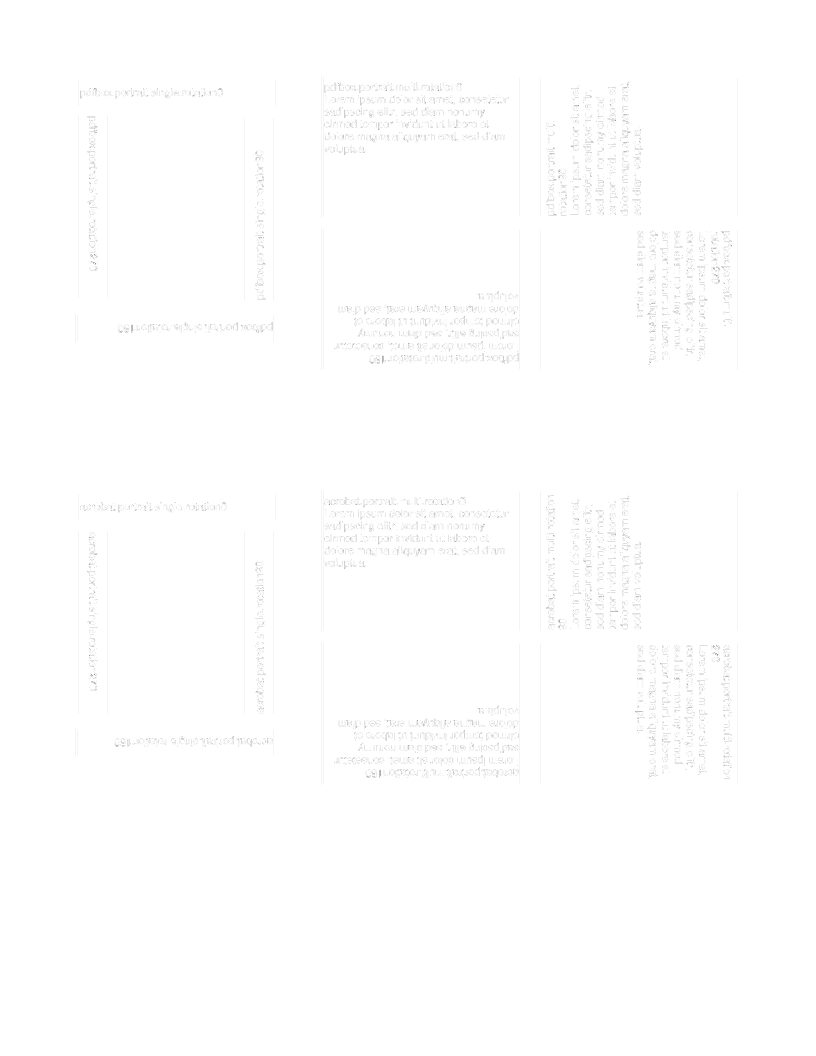 pdfbox portrait single rotation0
pdfbox portrait single rotation270
pdfbox portrait single rotation90
pdfbox portrait single rotation180
pdfbox portrait multi rotation 0
Lorem ipsum dolor sit amet, consetetur
sadipscing elitr, sed diam nonumy
eirmod tempor invidunt ut labore et
dolore magna aliquyam erat, sed diam
voluptua.
pdfbox portrait multi
rotation90
Lorem ipsum dolor sit amet,
consetetur sadipscing elitr,
sed diam nonumy eirmod
tempor invidunt ut labore et
dolore magna aliquyam erat,
sed diam voluptua.
pdfbox portrait multi rotation180
Lorem ipsum dolor sit amet, consetetur
sadipscing elitr, sed diam nonumy
eirmod tempor invidunt ut labore et
dolore magna aliquyam erat, sed diam
voluptua.
pdfbox portrait multi
rotation270
Lorem ipsum dolor sit amet,
consetetur sadipscing elitr,
sed diam nonumy eirmod
tempor invidunt ut labore et
dolore magna aliquyam erat,
sed diam voluptua.
acrobat portrait single rotation0
acrobat portrait single rotation270
acrobat portrait single rotation90
acrobat portrait single rotation180
acrobat portrait multi rotation0
Lorem ipsum dolor sit amet, consetetur
sadipscing elitr, sed diam nonumy
eirmod tempor invidunt ut labore et
dolore magna aliquyam erat, sed diam
voluptua.
acrobat portrait multi rotation
90
Lorem ipsum dolor sit amet,
consetetur sadipscing elitr,
sed diam nonumy eirmod
tempor invidunt ut labore et
dolore magna aliquyam erat,
sed diam voluptua.
acrobat portrait multi rotation180
Lorem ipsum dolor sit amet, consetetur
sadipscing elitr, sed diam nonumy
eirmod tempor invidunt ut labore et
dolore magna aliquyam erat, sed diam
voluptua.
acrobat portrait multi rotation
270
Lorem ipsum dolor sit amet,
consetetur sadipscing elitr,
sed diam nonumy eirmod
tempor invidunt ut labore et
dolore magna aliquyam erat,
sed diam voluptua.